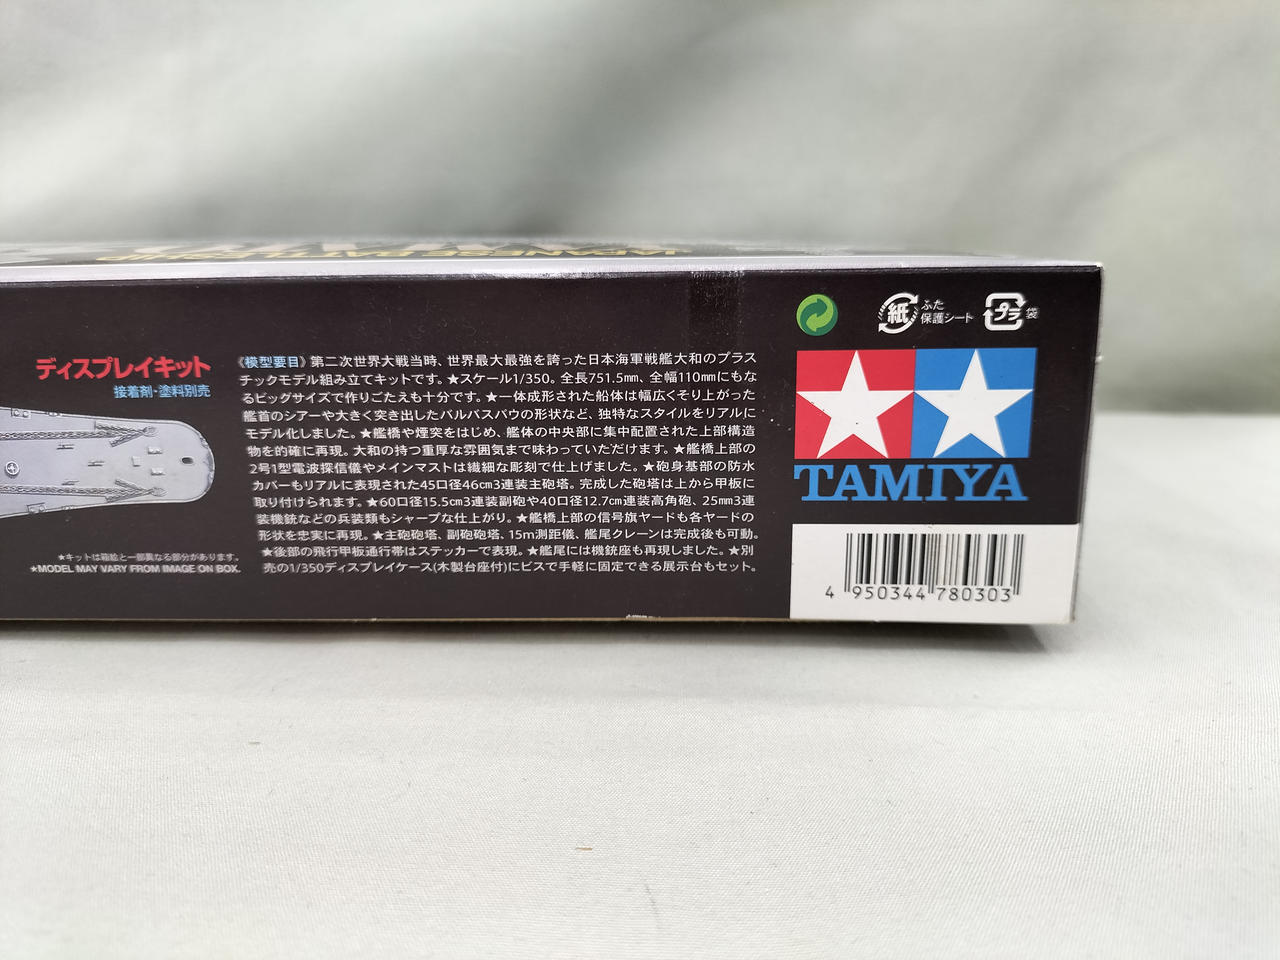 JAPANESE BATTLESHIP
ディスプレイキット
接着剤・塗料別売
★キットは箱絵と一部異なる部分があります。
★MODEL MAY VARY FROM IMAGE ON BOX.
《模型要目》第二次世界大戦当時、世界最大最強を誇った日本海軍戦艦大和のプラス
チックモデル組み立てキットです。★スケール1/350。全長751.5mm、全幅110mmにもな
るビッグサイズで作りごたえも十分です。★一体成形された船体は幅広くそり上がった
艦首のシアーや大きく突き出したバルバスバウの形状など、独特なスタイルをリアルに
モデル化しました。★艦橋や煙突をはじめ、艦体の中央部に集中配置された上部構造
物を的確に再現。大和の持つ重厚な雰囲気まで味わっていただけます。★艦橋上部の
2号1型電波探信儀やメインマストは繊細な彫刻で仕上げました。★砲身基部の防水
カバーもリアルに表現された45口径46cm3連装主砲塔。完成した砲塔は上から甲板に
取り付けられます。★60口径15.5cm3連装副砲や40口径12.7cm連装高角砲、25mm3連
装機銃などの兵装類もシャープな仕上がり。★艦橋上部の信号旗ヤードも各ヤードの
形状を忠実に再現。★主砲砲塔、副砲砲塔、15m測距儀、艦尾クレーンは完成後も可動。
★後部の飛行甲板通行帯はステッカーで表現。★艦尾には機銃座も再現しました。★別
売の1/350ディスプレイケース(木製台座付)にビスで手軽に固定できる展示台もセット。
紙
ふた
保護シート
プラ
袋
TAMIYA
4 950344 780303